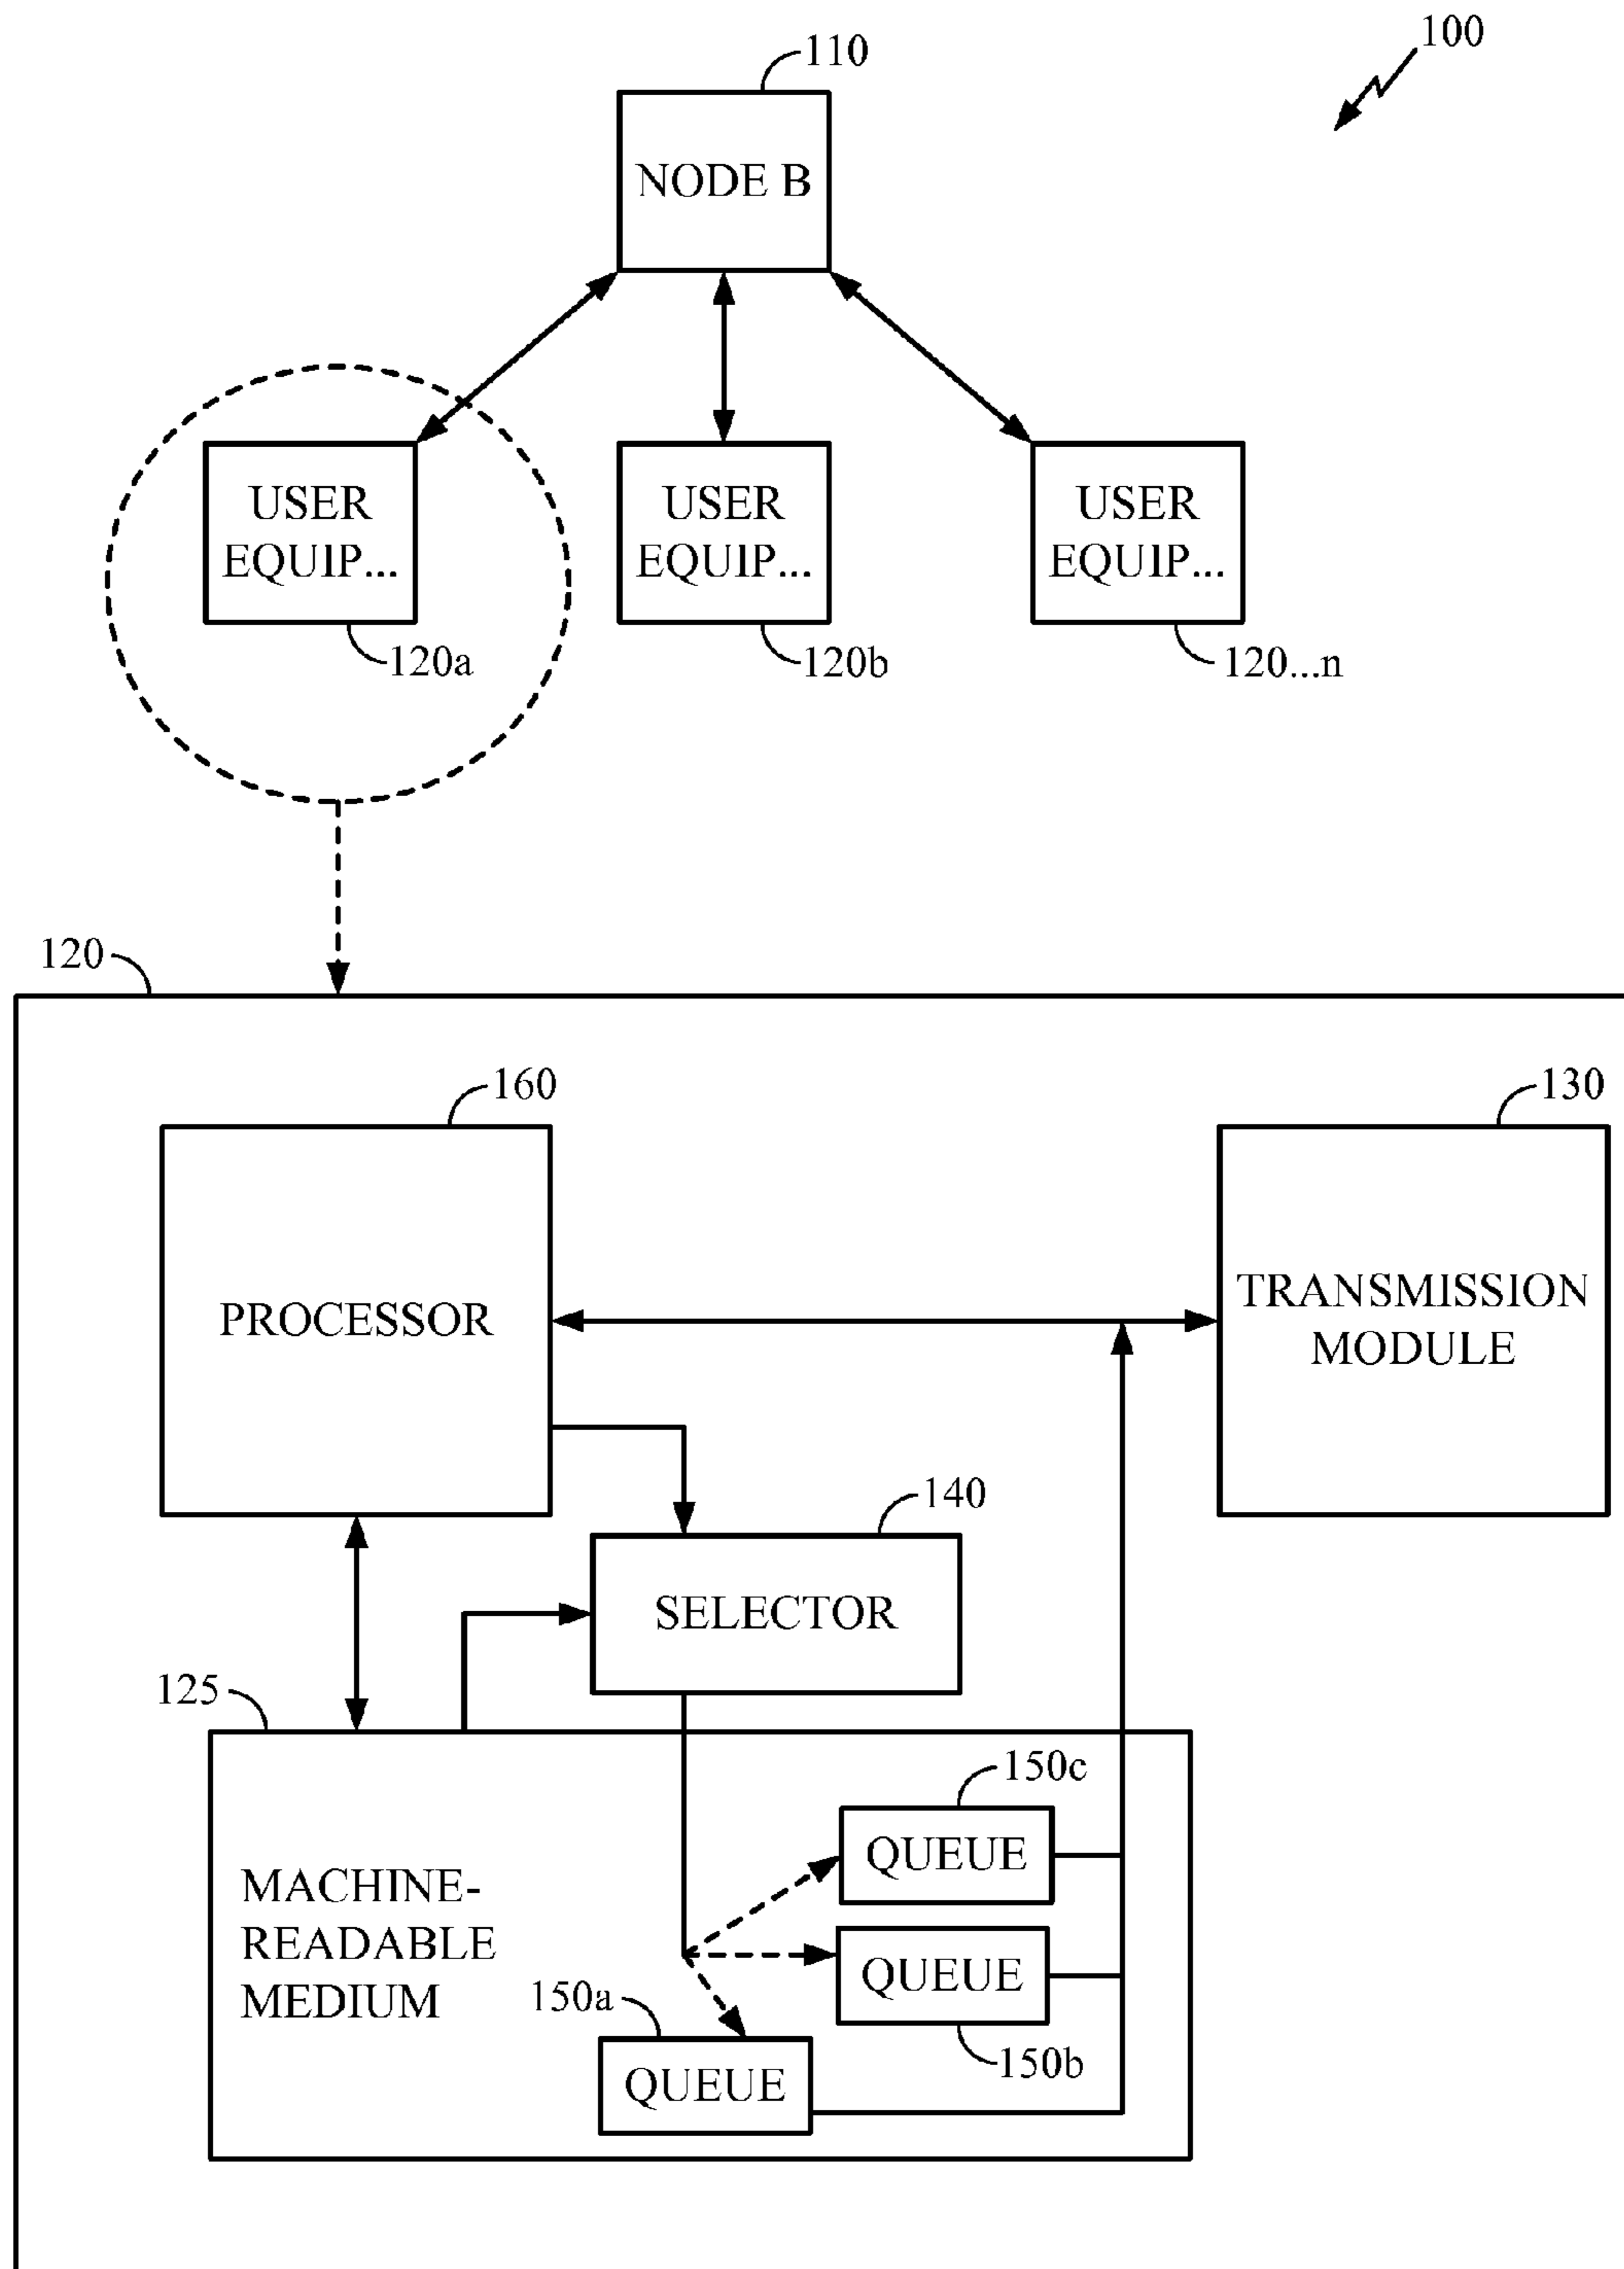 100
110
NODE B
USER
EQUIP...
120a
USER
EQUIP...
120b
USER
EQUIP...
120...n
120
160
PROCESSOR
130
TRANSMISSION
MODULE
140
SELECTOR
125
MACHINE-
READABLE
MEDIUM
150c
QUEUE
QUEUE
150b
150a
QUEUE